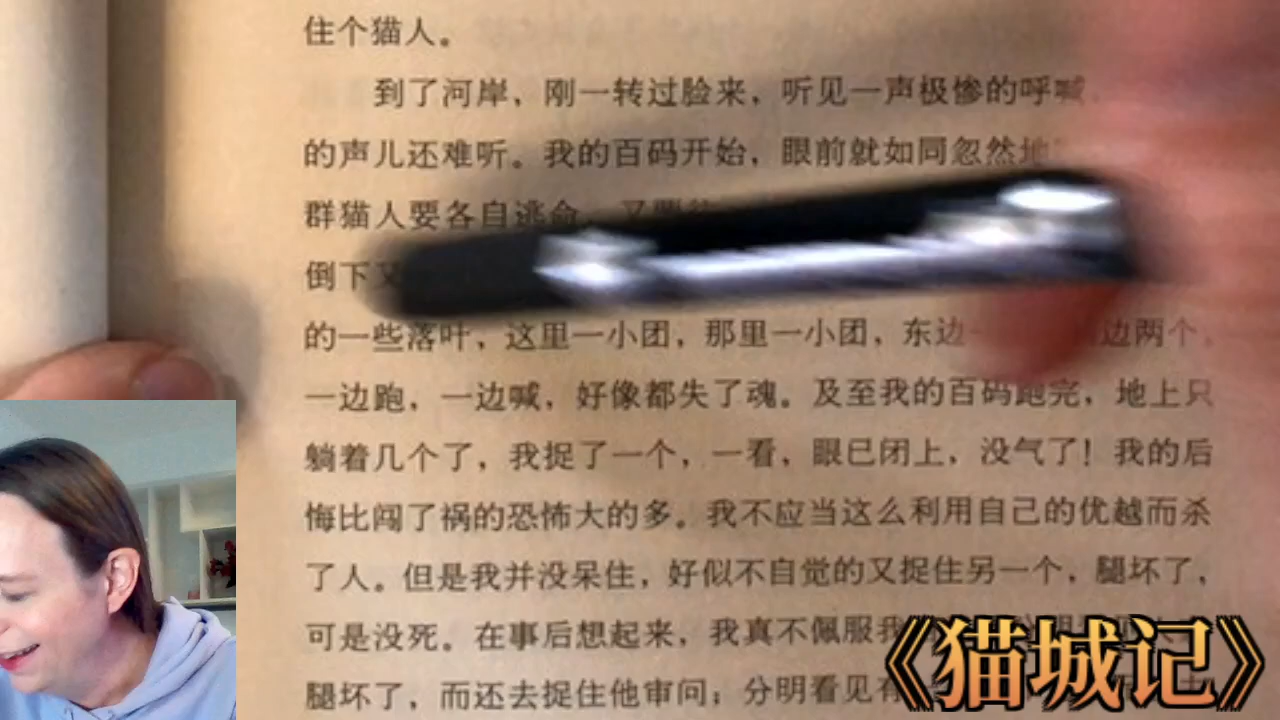 住个猫人。
到了河岸，刚一转过脸来，听见一声极惨的呼喊
的声儿还难听。我的百码开始，眼前就如同忽然地
群猫人要各自逃命，又要
倒下又
的一些落叶，这里一小团，那里一小团，东边一 边两个，
一边跑，一边喊，好像都失了魂。及至我的百码跑完，地上只
躺着几个了，我捉了一个，一看，眼已闭上，没气了！我的后
悔比闯了祸的恐怖大的多。我不应当这么利用自己的优越而杀
了人。但是我并没呆住，好似不自觉的又捉住另一个，腿坏了，
可是没死。在事后想起来，我真不佩服我
腿坏了，而还去捉住他审问；分明看见有
《猫城记》